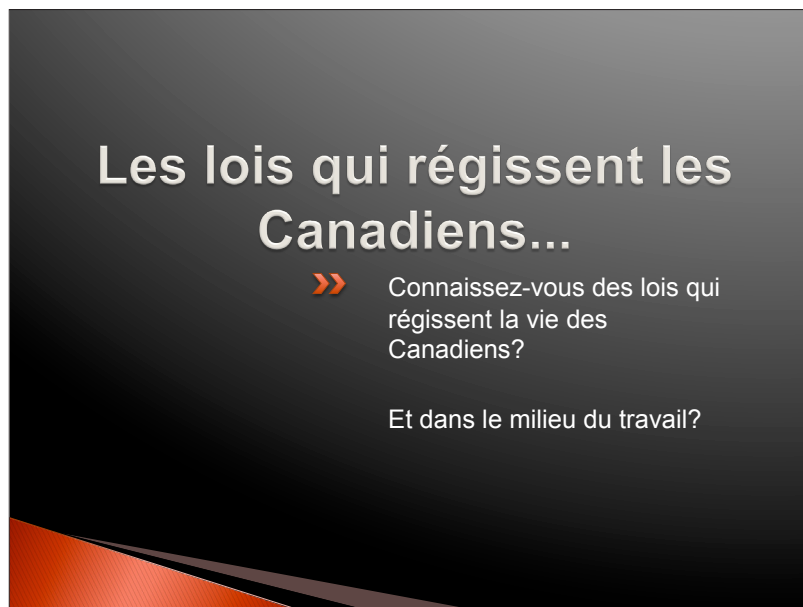 Les lois qui régissent les
Canadiens...
Connaissez-vous des lois qui
régissent la vie des
Canadiens?
Et dans le milieu du travail?